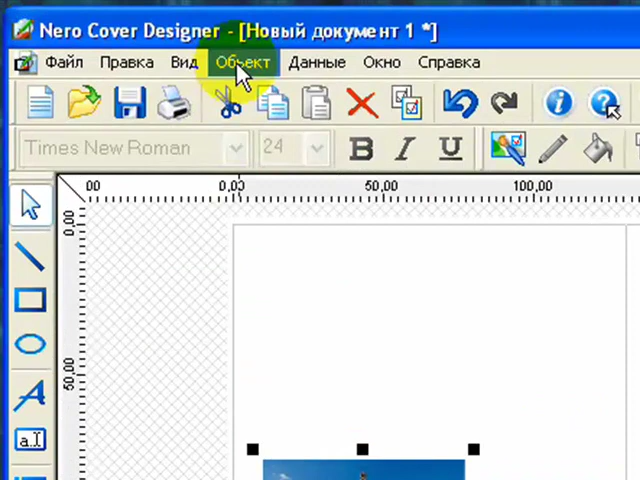 Nero Cover Designer - [Новый документ 1 *]
Файл Правка Вид Объект Данные Окно Справка
Times New Roman 24 B I U
00 0,00 50,00 100,00
0,00
50,00
A
a.I